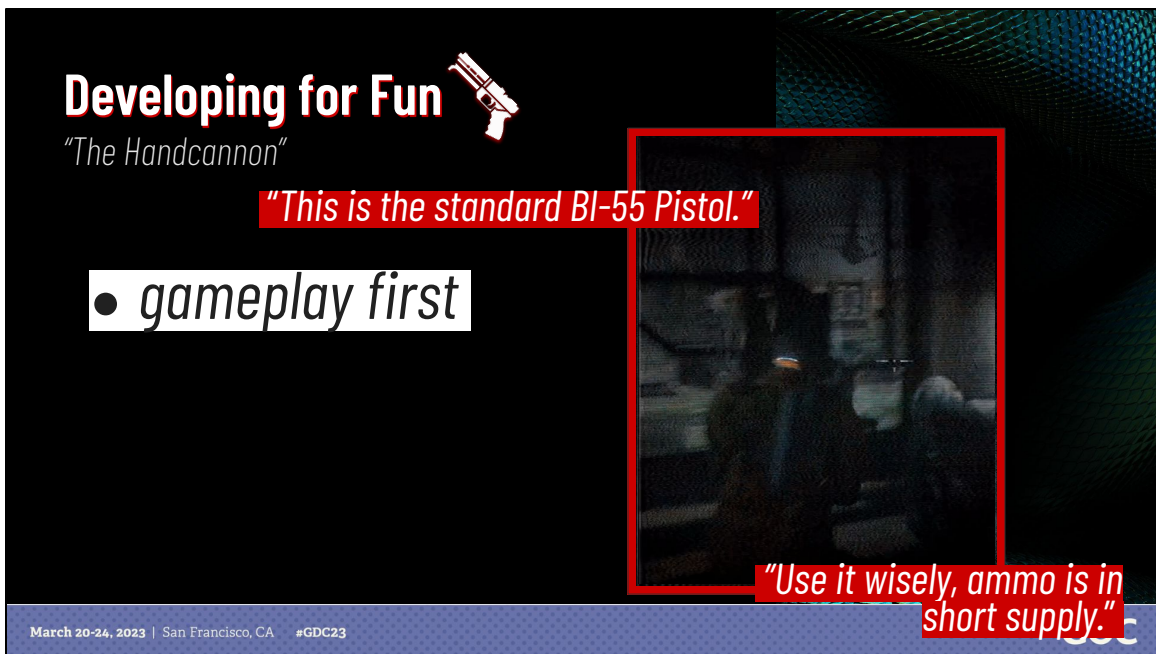 Developing for Fun
"The Handcannon"
"This is the standard BI-55 Pistol."
● gameplay first
"Use it wisely, ammo is in
short supply."
March 20-24, 2023 | San Francisco, CA #GDC23